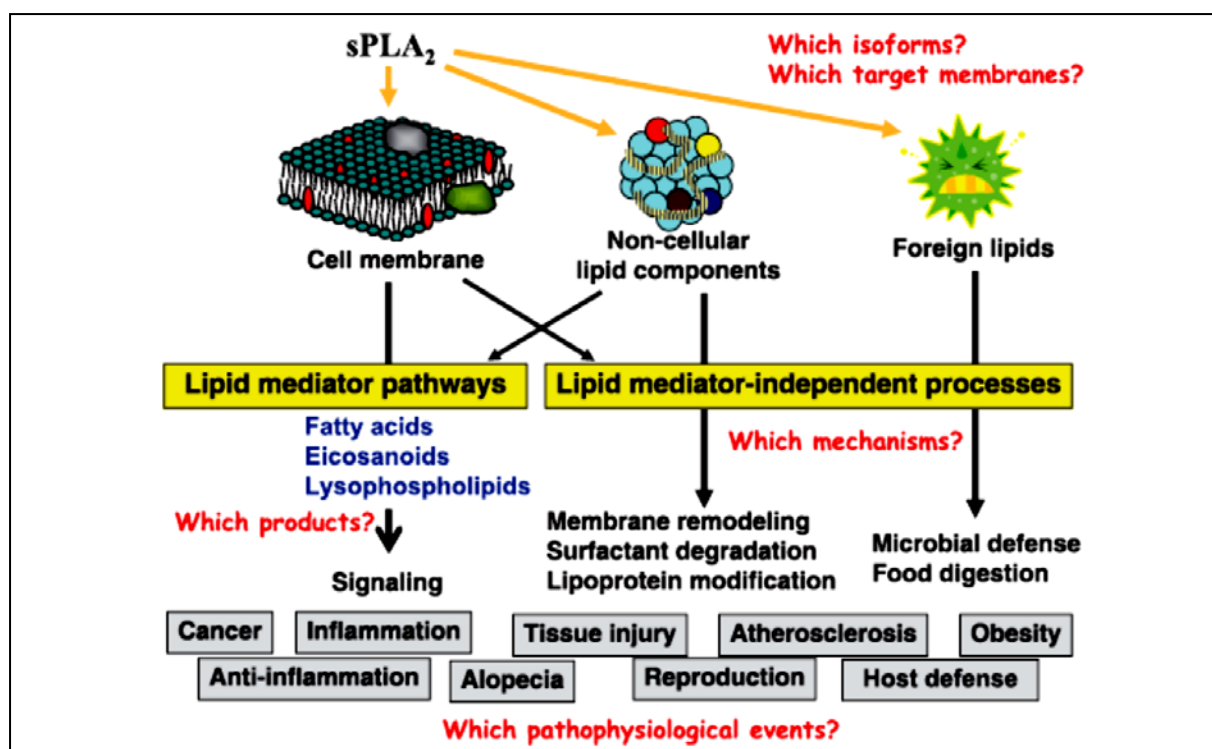 sPLA₂
Which isoforms?
Which target membranes?
Cell membrane
Non-cellular
lipid components
Foreign lipids
Lipid mediator pathways
Lipid mediator-independent processes
Fatty acids
Eicosanoids
Lysophospholipids
Which mechanisms?
Which products?
Signaling
Membrane remodeling
Surfactant degradation
Lipoprotein modification
Microbial defense
Food digestion
Cancer
Inflammation
Tissue injury
Atherosclerosis
Obesity
Anti-inflammation
Alopecia
Reproduction
Host defense
Which pathophysiological events?